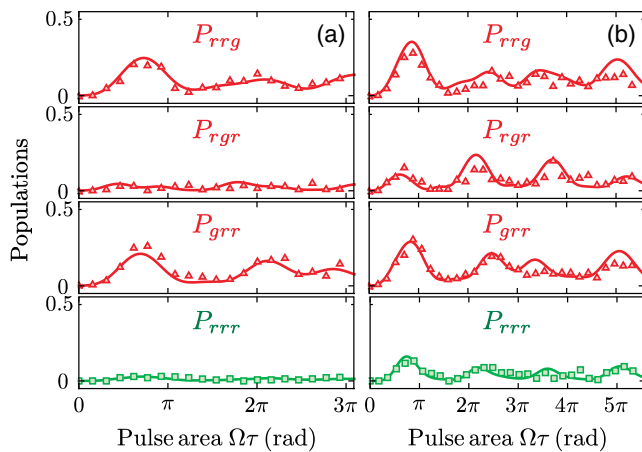 0.5 (a) (b)
P_rrg P_rrg
0
0.5
P_rgr P_rgr
0
0.5
P_grr P_grr
0
0.5
P_rrr P_rrr
0
0 π 2π 3π 0 π 2π 3π 4π 5π
Pulse area Ωτ (rad) Pulse area Ωτ (rad)
Populations